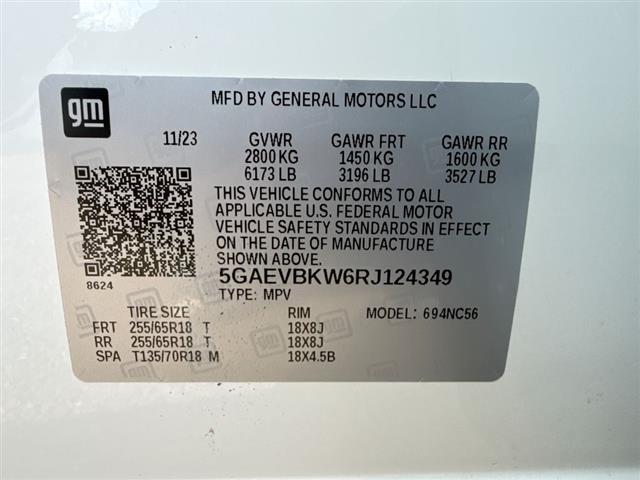 gm
MFD BY GENERAL MOTORS LLC
11/23 GVWR GAWR FRT GAWR RR
2800 KG 1450 KG 1600 KG
6173 LB 3196 LB 3527 LB
THIS VEHICLE CONFORMS TO ALL
APPLICABLE U.S. FEDERAL MOTOR
VEHICLE SAFETY STANDARDS IN EFFECT
ON THE DATE OF MANUFACTURE
SHOWN ABOVE.
8624
5GAEVBKW6RJ124349
TYPE: MPV
TIRE SIZE RIM MODEL: 694NC56
FRT 255/65R18 T 18X8J
RR 255/65R18 T 18X8J
SPA T135/70R18 M 18X4.5B